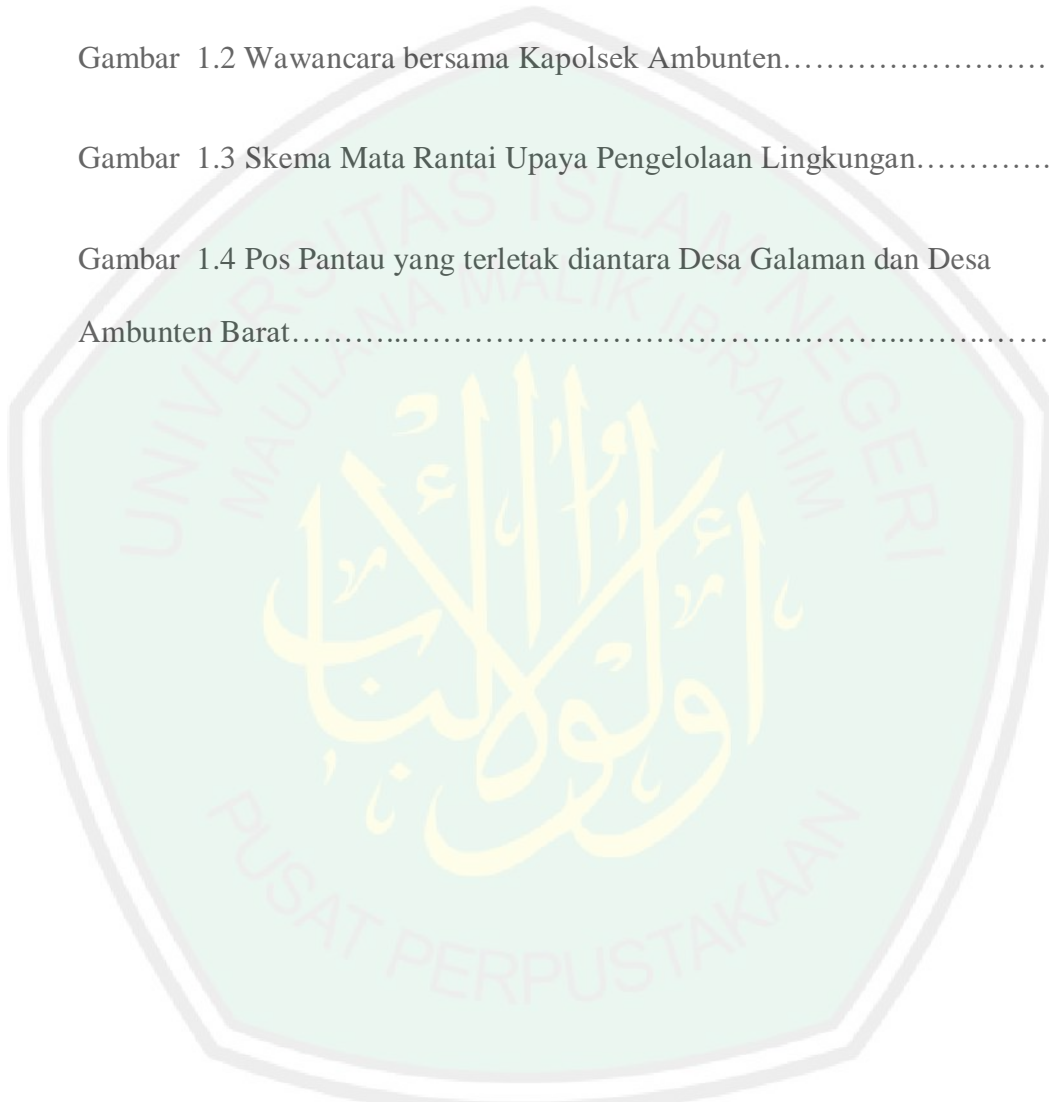 Gambar 1.2 Wawancara bersama Kapolsek Ambunten…………………….
Gambar 1.3 Skema Mata Rantai Upaya Pengelolaan Lingkungan………….
Gambar 1.4 Pos Pantau yang terletak diantara Desa Galaman dan Desa
Ambunten Barat………...………………………………………..……..……
UNIVERSITAS ISLAM NEGERI
MAULANA MALIK IBRAHIM
أولوا الألباب
PUSAT PERPUSTAKAAN